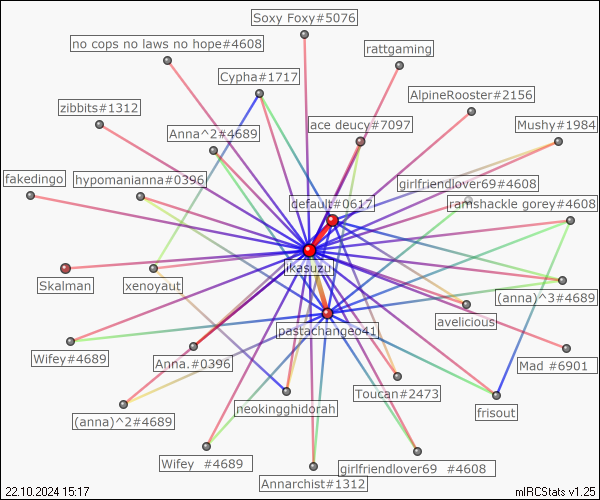 Soxy Foxy#5076
no cops no laws no hope#4608
rattgaming
Cypha#1717
AlpineRooster#2156
zibbits#1312
ace deucy#7097
Mushy#1984
Anna^2#4689
fakedingo
hypomanianna#0396
girlfriendlover69#4608
default#0617
ramshackle gorey#4608
ikasuzu
Skalman
xenoyaut
(anna)^3#4689
avelicious
pastachangeo41
Wifey#4689
Anna.#0396
Mad #6901
Toucan#2473
neokingghidorah
frisout
(anna)^2#4689
Wifey #4689
girlfriendlover69 #4608
Annarchist#1312
22.10.2024 15:17
mIRCStats v1.25